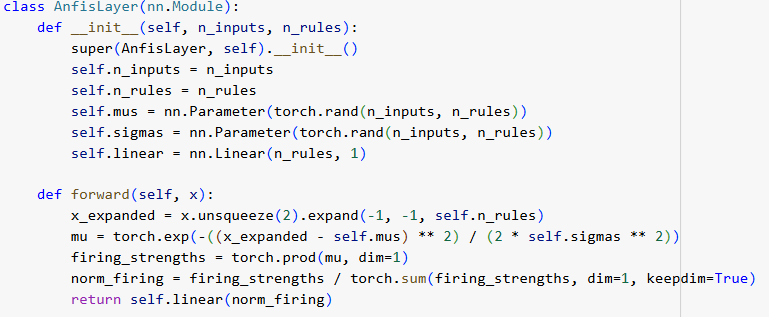 class AnfisLayer(nn.Module):
    def __init__(self, n_inputs, n_rules):
        super(AnfisLayer, self).__init__()
        self.n_inputs = n_inputs
        self.n_rules = n_rules
        self.mus = nn.Parameter(torch.rand(n_inputs, n_rules))
        self.sigmas = nn.Parameter(torch.rand(n_inputs, n_rules))
        self.linear = nn.Linear(n_rules, 1)

    def forward(self, x):
        x_expanded = x.unsqueeze(2).expand(-1, -1, self.n_rules)
        mu = torch.exp(-((x_expanded - self.mus) ** 2) / (2 * self.sigmas ** 2))
        firing_strengths = torch.prod(mu, dim=1)
        norm_firing = firing_strengths / torch.sum(firing_strengths, dim=1, keepdim=True)
        return self.linear(norm_firing)